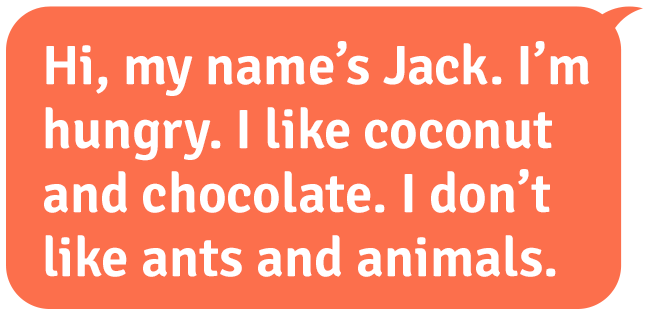 Hi, my name’s Jack. I’m
hungry. I like coconut
and chocolate. I don’t
like ants and animals.